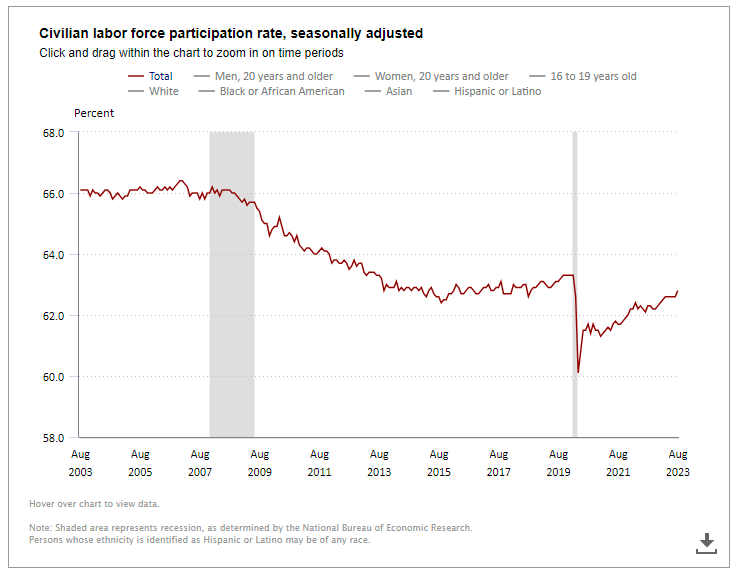 Civilian labor force participation rate, seasonally adjusted
Click and drag within the chart to zoom in on time periods
Total Men, 20 years and older Women, 20 years and older 16 to 19 years old
White Black or African American Asian Hispanic or Latino
Percent
68.0
66.0
64.0
62.0
60.0
58.0
Aug Aug Aug Aug Aug Aug Aug Aug Aug Aug Aug
2003 2005 2007 2009 2011 2013 2015 2017 2019 2021 2023
Hover over chart to view data.
Note: Shaded area represents recession, as determined by the National Bureau of Economic Research.
Persons whose ethnicity is identified as Hispanic or Latino may be of any race.